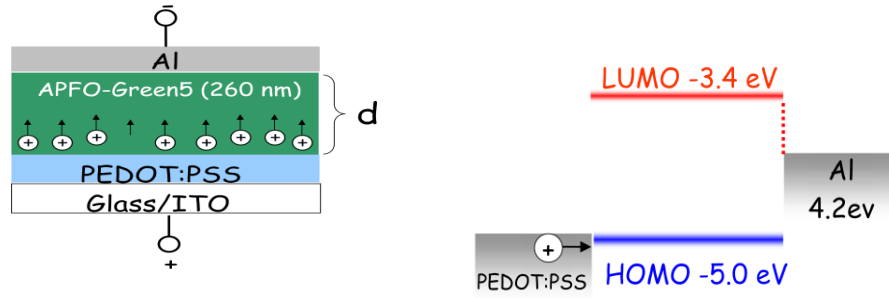 -
Al
APFO-Green5 (260 nm)
+ + + + + + + +
d
PEDOT:PSS
Glass/ITO
+
LUMO -3.4 eV
Al
4.2ev
+
PEDOT:PSS
HOMO -5.0 eV